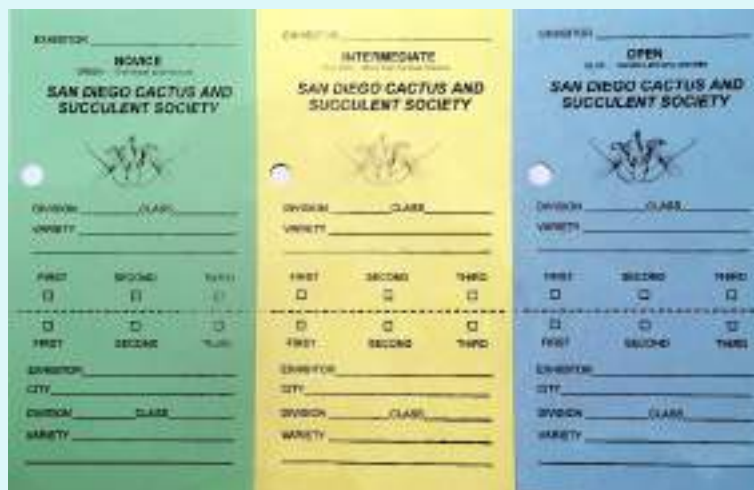 EXHIBITOR
NOVICE
SAN DIEGO CACTUS AND
SUCCULENT SOCIETY
DIVISION CLASS
VARIETY
FIRST SECOND THIRD
FIRST SECOND THIRD
EXHIBITOR
CITY
DIVISION CLASS
VARIETY
EXHIBITOR
INTERMEDIATE
SAN DIEGO CACTUS AND
SUCCULENT SOCIETY
DIVISION CLASS
VARIETY
FIRST SECOND THIRD
FIRST SECOND THIRD
EXHIBITOR
CITY
DIVISION CLASS
VARIETY
EXHIBITOR
OPEN
SAN DIEGO CACTUS AND
SUCCULENT SOCIETY
DIVISION CLASS
VARIETY
FIRST SECOND THIRD
FIRST SECOND THIRD
EXHIBITOR
CITY
DIVISION CLASS
VARIETY